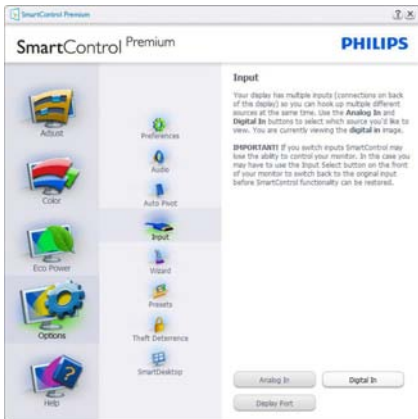 SmartControl Premium
SmartControl Premium
PHILIPS
Adjust
Color
Eco Power
Options
Help
Preferences
Audio
Auto Pivot
Input
Wizard
Presets
Theft Deterrence
SmartDesktop
Input
Your display has multiple inputs (connections on back
of this display) so you can hook up multiple different
sources at the same time. Use the Analog In and
Digital In buttons to select which source you'd like to
view. You are currently viewing the digital in image.
IMPORTANT! If you switch inputs SmartControl may
lose the ability to control your monitor. In the case you
may have to use the Input Select button on the front
of your monitor to switch back to the original input
before SmartControl functionality can be restored.
Analog In
Digital In
Display Port